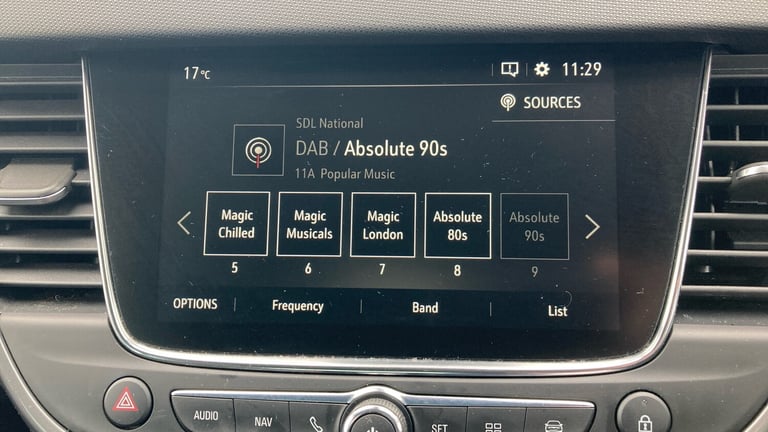 17°C
11:29
SOURCES
SDL National
DAB / Absolute 90s
11A Popular Music
Magic
Chilled
Magic
Musicals
Magic
London
Absolute
80s
Absolute
90s
5
6
7
8
9
OPTIONS
Frequency
Band
List
AUDIO
NAV
SET